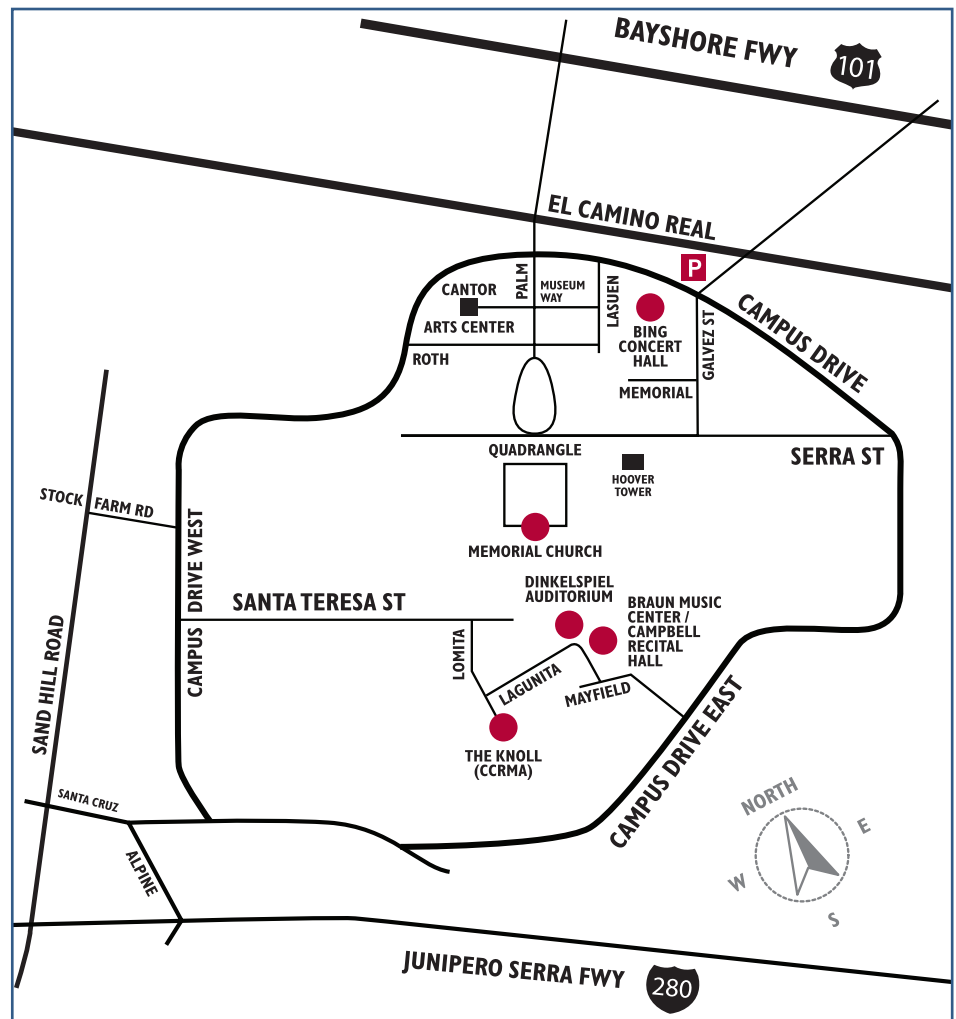 BAYSHORE FWY
101
EL CAMINO REAL
P
PALM
MUSEUM
WAY
LASUEN
CANTOR
ARTS CENTER
BING
CONCERT
HALL
GALVEZ ST
CAMPUS DRIVE
ROTH
MEMORIAL
QUADRANGLE
SERRA ST
HOOVER
TOWER
STOCK FARM RD
MEMORIAL CHURCH
CAMPUS DRIVE WEST
DINKELSPIEL
AUDITORIUM
SANTA TERESA ST
BRAUN MUSIC
CENTER /
CAMPBELL
RECITAL
HALL
LOMITA
LAGUNITA
MAYFIELD
SAND HILL ROAD
THE KNOLL
(CCRMA)
CAMPUS DRIVE EAST
SANTA CRUZ
ALPINE
NORTH
E
W
S
JUNIPERO SERRA FWY
280